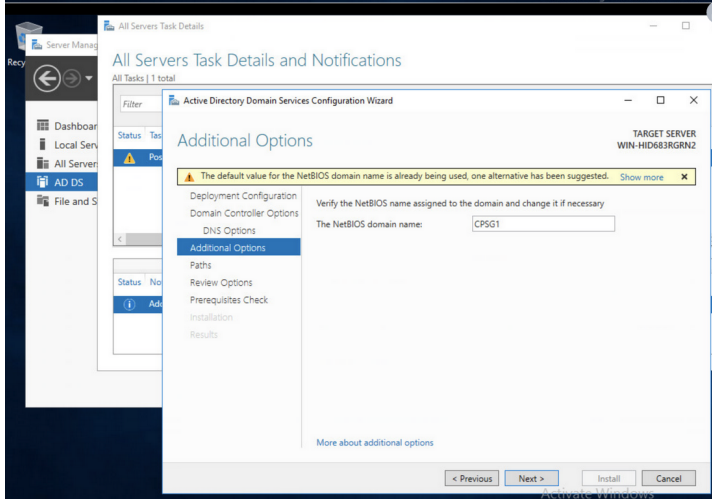 All Servers Task Details
Server Manag
Recy
All Servers Task Details and Notifications
All Tasks | 1 total
Filter
Status Tas
Pos
Status No
Add
Dashboar
Local Serv
All Server
AD DS
File and S
Active Directory Domain Services Configuration Wizard
Additional Options
TARGET SERVER
WIN-HID683RGRN2
The default value for the NetBIOS domain name is already being used, one alternative has been suggested. Show more
Deployment Configuration
Domain Controller Options
DNS Options
Additional Options
Paths
Review Options
Prerequisites Check
Installation
Results
Verify the NetBIOS name assigned to the domain and change it if necessary
The NetBIOS domain name: CPSG1
More about additional options
< Previous Next > Install Cancel
Activate Windows